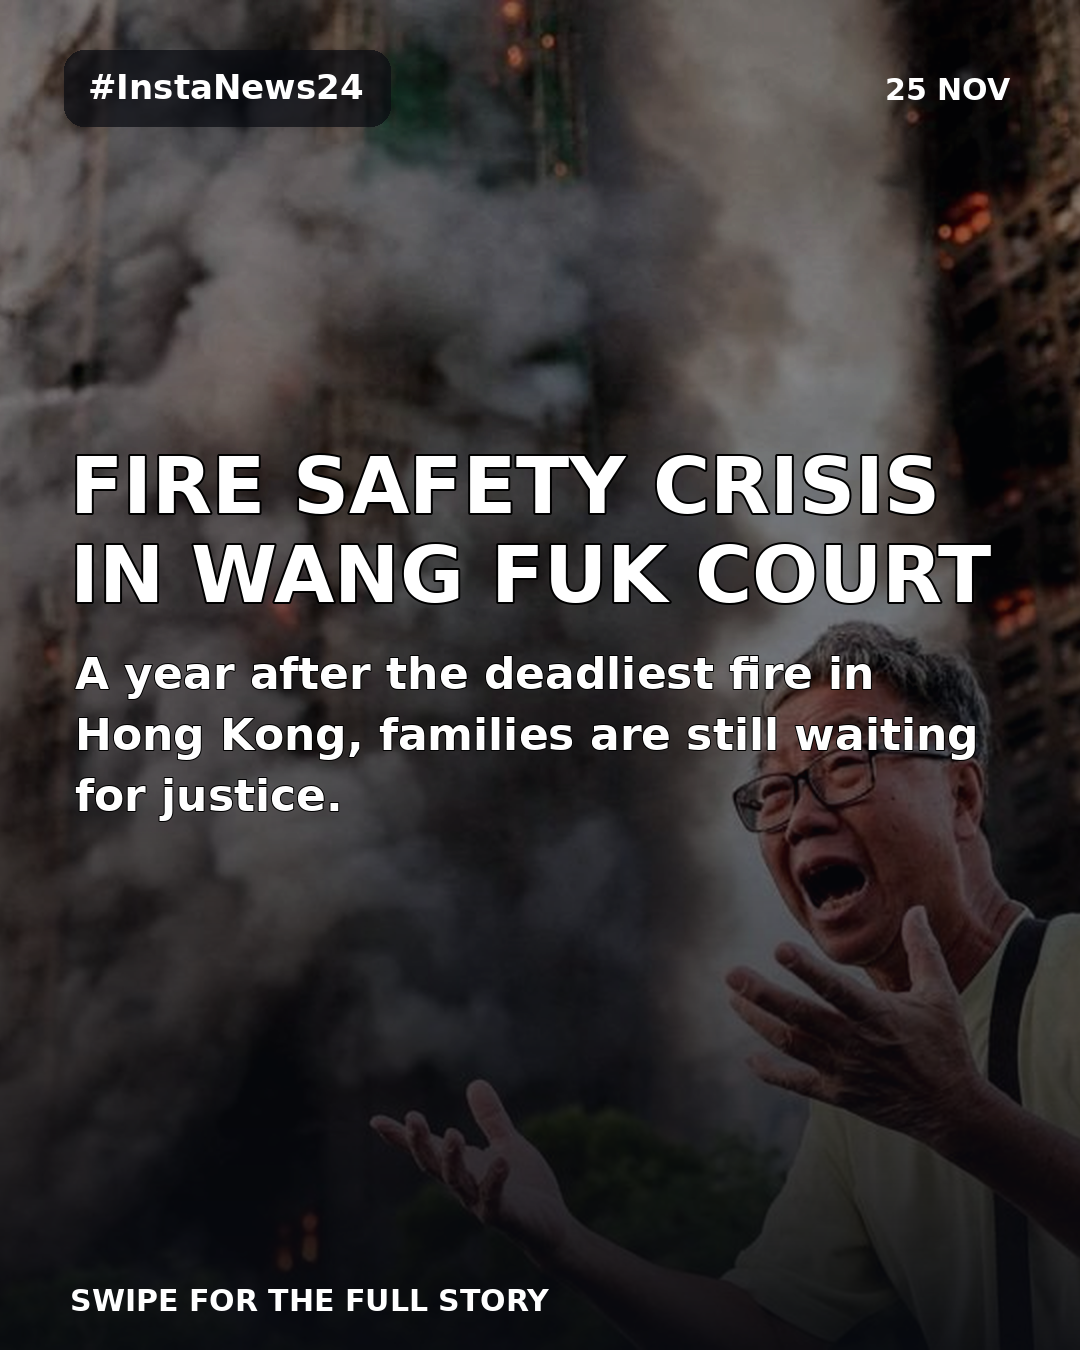 #InstaNews24
25 NOV
FIRE SAFETY CRISIS
IN WANG FUK COURT
A year after the deadliest fire in
Hong Kong, families are still waiting
for justice.
SWIPE FOR THE FULL STORY